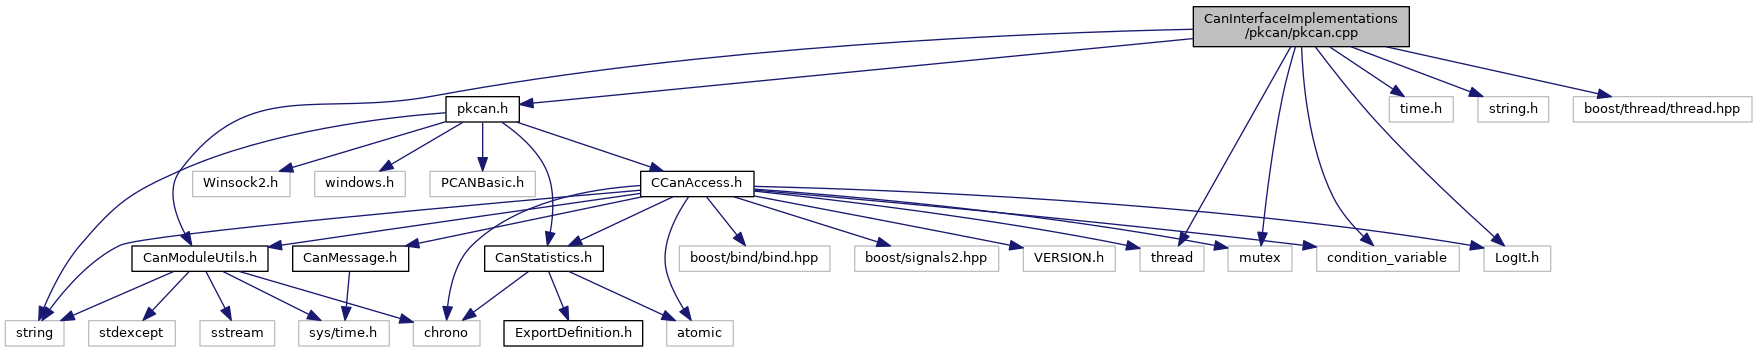 CanInterfaceImplementations
/pkcan/pkcan.cpp
pkcan.h
time.h
string.h
boost/thread/thread.hpp
Winsock2.h
windows.h
PCANBasic.h
CCanAccess.h
CanModuleUtils.h
CanMessage.h
CanStatistics.h
boost/bind/bind.hpp
boost/signals2.hpp
VERSION.h
thread
mutex
condition_variable
LogIt.h
string
stdexcept
sstream
sys/time.h
chrono
ExportDefinition.h
atomic